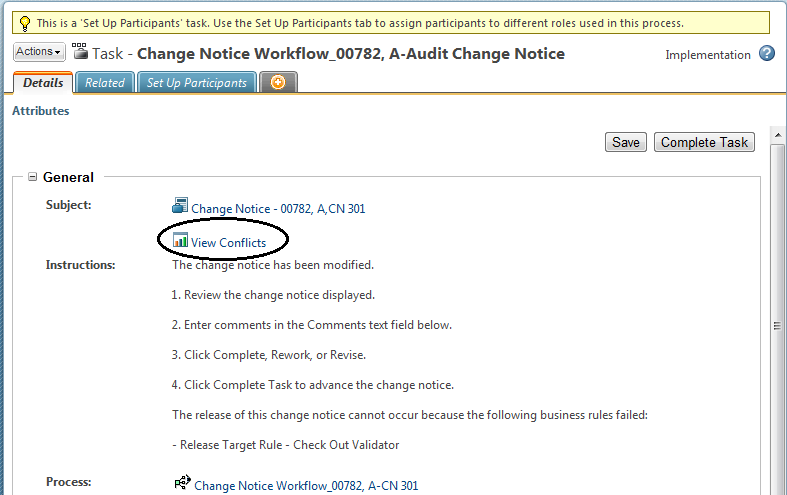 This is a 'Set Up Participants' task. Use the Set Up Participants tab to assign participants to different roles used in this process.
Actions Task - Change Notice Workflow_00782, A-Audit Change Notice Implementation ?
Details Related Set Up Participants
Attributes
Save Complete Task
General
Subject: Change Notice - 00782, A,CN 301
View Conflicts
Instructions: The change notice has been modified.
1. Review the change notice displayed.
2. Enter comments in the Comments text field below.
3. Click Complete, Rework, or Revise.
4. Click Complete Task to advance the change notice.
The release of this change notice cannot occur because the following business rules failed:
- Release Target Rule - Check Out Validator
Process: Change Notice Workflow_00782, A-CN 301